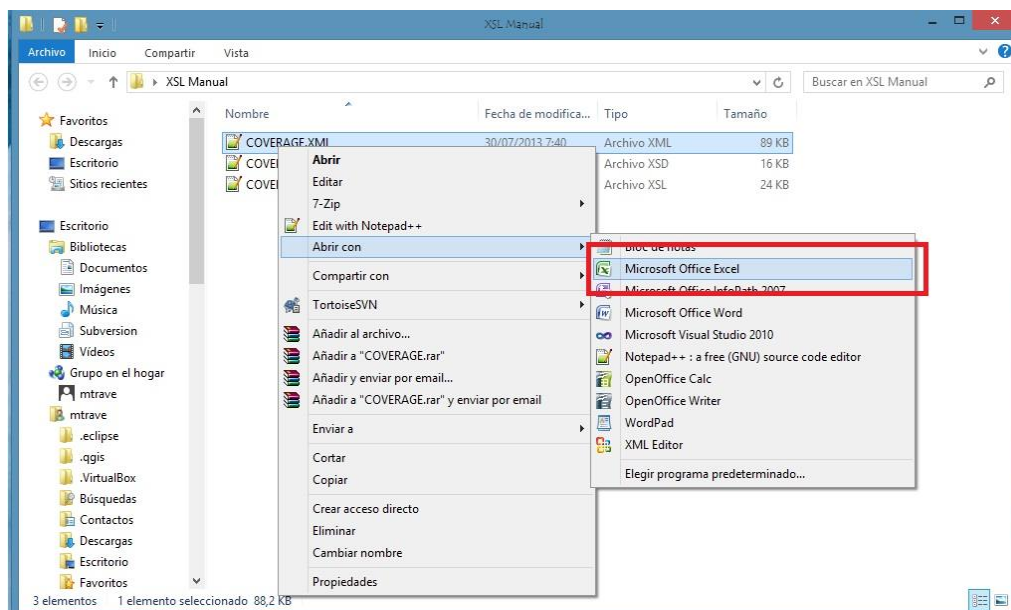 XSL Manual
Archivo Inicio Compartir Vista
XSL Manual
Buscar en XSL Manual
Nombre Fecha de modifica... Tipo Tamaño
COVERAGE.XML 30/07/2013 7:40 Archivo XML 89 KB
COVE Archivo XSD 16 KB
COVE Archivo XSL 24 KB
Favoritos
Descargas
Escritorio
Sitios recientes
Escritorio
Bibliotecas
Documentos
Imágenes
Música
Subversion
Vídeos
Grupo en el hogar
mtrave
mtrave
.eclipse
.qgis
.VirtualBox
Búsquedas
Contactos
Descargas
Escritorio
Favoritos
Abrir
Editar
7-Zip
Edit with Notepad++
Abrir con
Compartir con
TortoiseSVN
Añadir al archivo...
Añadir a "COVERAGE.rar"
Añadir y enviar por email...
Añadir a "COVERAGE.rar" y enviar por email
Enviar a
Cortar
Copiar
Crear acceso directo
Eliminar
Cambiar nombre
Propiedades
Bloc de notas
Microsoft Office Excel
Microsoft Office InfoPath 2007
Microsoft Office Word
Microsoft Visual Studio 2010
Notepad++ : a free (GNU) source code editor
OpenOffice Calc
OpenOffice Writer
WordPad
XML Editor
Elegir programa predeterminado...
3 elementos 1 elemento seleccionado 88,2 KB